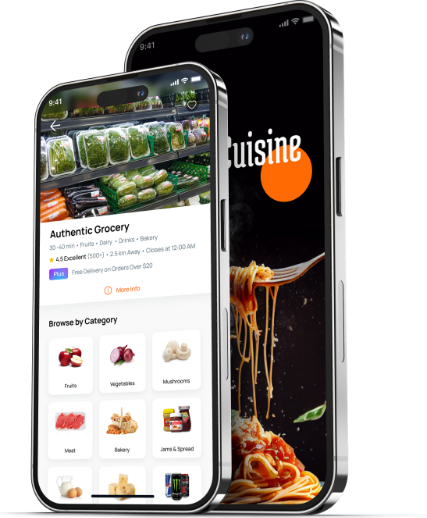 9:41
Cuisine
9:41
Authentic Grocery
30-40 min • Fruits • Dairy • Drinks • Bakery
4.5 Excellent (500+) • 2.5 km Away • Closes at 12:00 AM
Plus Free Delivery on Orders Over $20
More Info
Browse by Category
Fruits Vegetables Mushrooms
Meat Bakery Jams & Spread